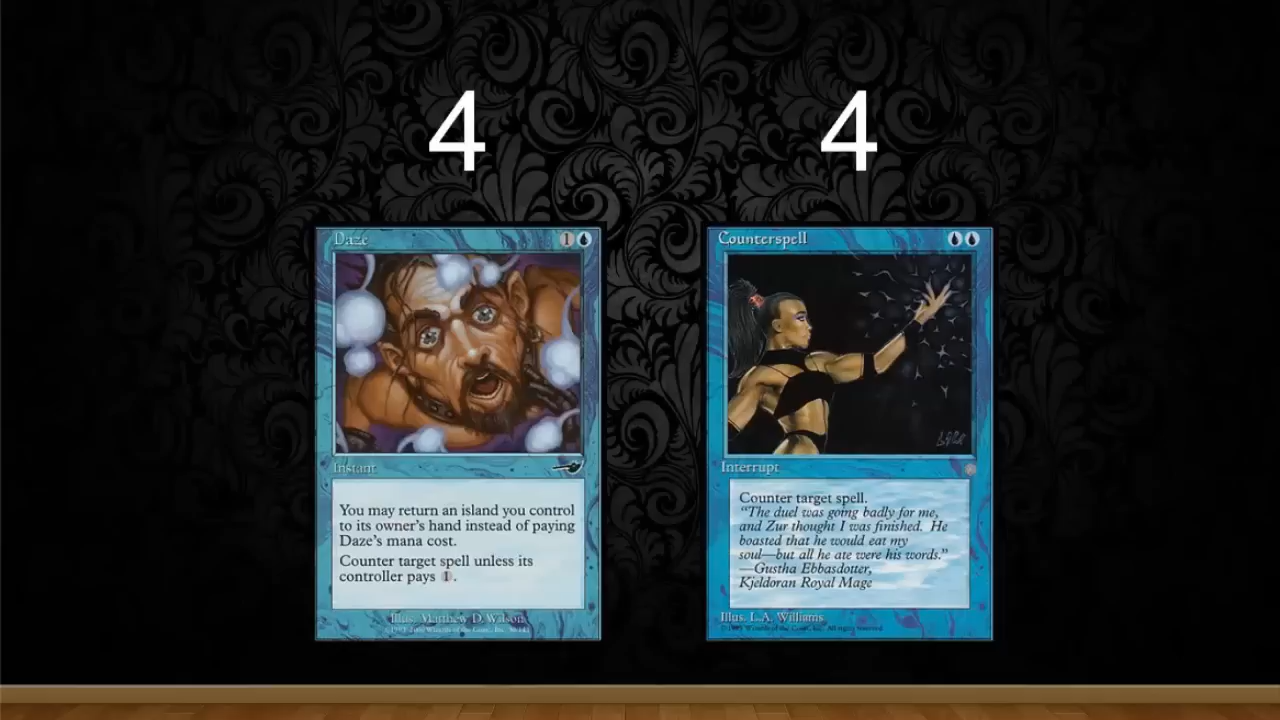 4
4
Daze
1
Instant
You may return an island you control
to its owner's hand instead of paying
Daze's mana cost.
Counter target spell unless its
controller pays 1.
Illus. Matthew D. Wilson
Counterspell
Interrupt
Counter target spell.
“The duel was going badly for me,
and Zur thought I was finished. He
boasted that he would eat my
soul—but all he ate were his words.”
—Gustha Ebbasdotter,
Kjeldoran Royal Mage
Illus. L.A. Williams